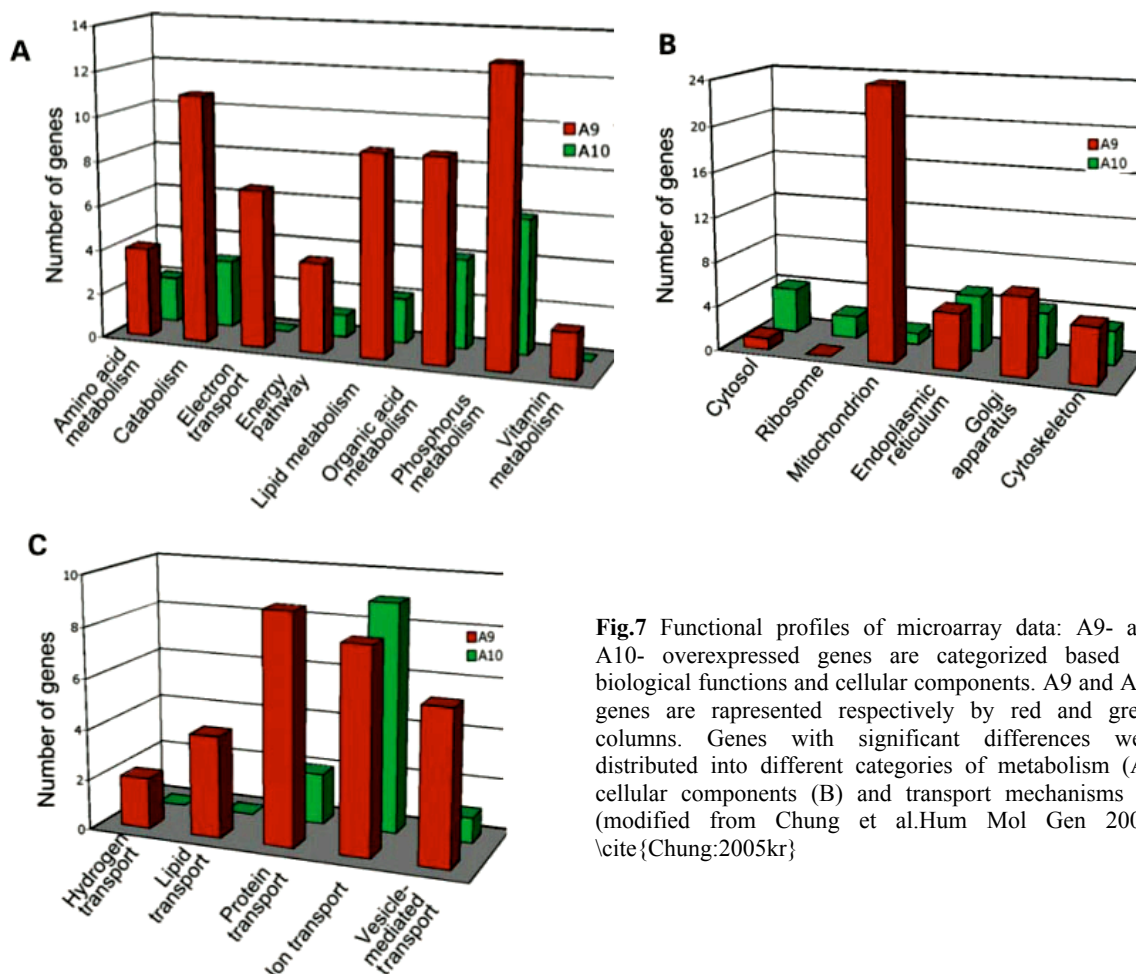 A
Number of genes
14
12
10
8
6
4
2
0
A9
A10
Amino acid
metabolism
Catabolism
Electron
transport
Energy
pathway
Lipid metabolism
Organic acid
metabolism
Phosphorus
metabolism
Vitamin
metabolism
B
Number of genes
24
20
16
12
8
4
0
A9
A10
Cytosol
Ribosome
Mitochondrion
Endoplasmic
reticulum
Golgi
apparatus
Cytoskeleton
C
Number of genes
10
8
6
4
2
0
A9
A10
Hydrogen
transport
Lipid
transport
Protein
transport
Ion transport
Vesicle-
mediated
transport
Fig.7 Functional profiles of microarray data: A9- a
A10- overexpressed genes are categorized based
biological functions and cellular components. A9 and A
genes are rapresented respectively by red and gre
columns. Genes with significant differences we
distributed into different categories of metabolism (A
cellular components (B) and transport mechanisms
(modified from Chung et al.Hum Mol Gen 200
\cite{Chung:2005kr}